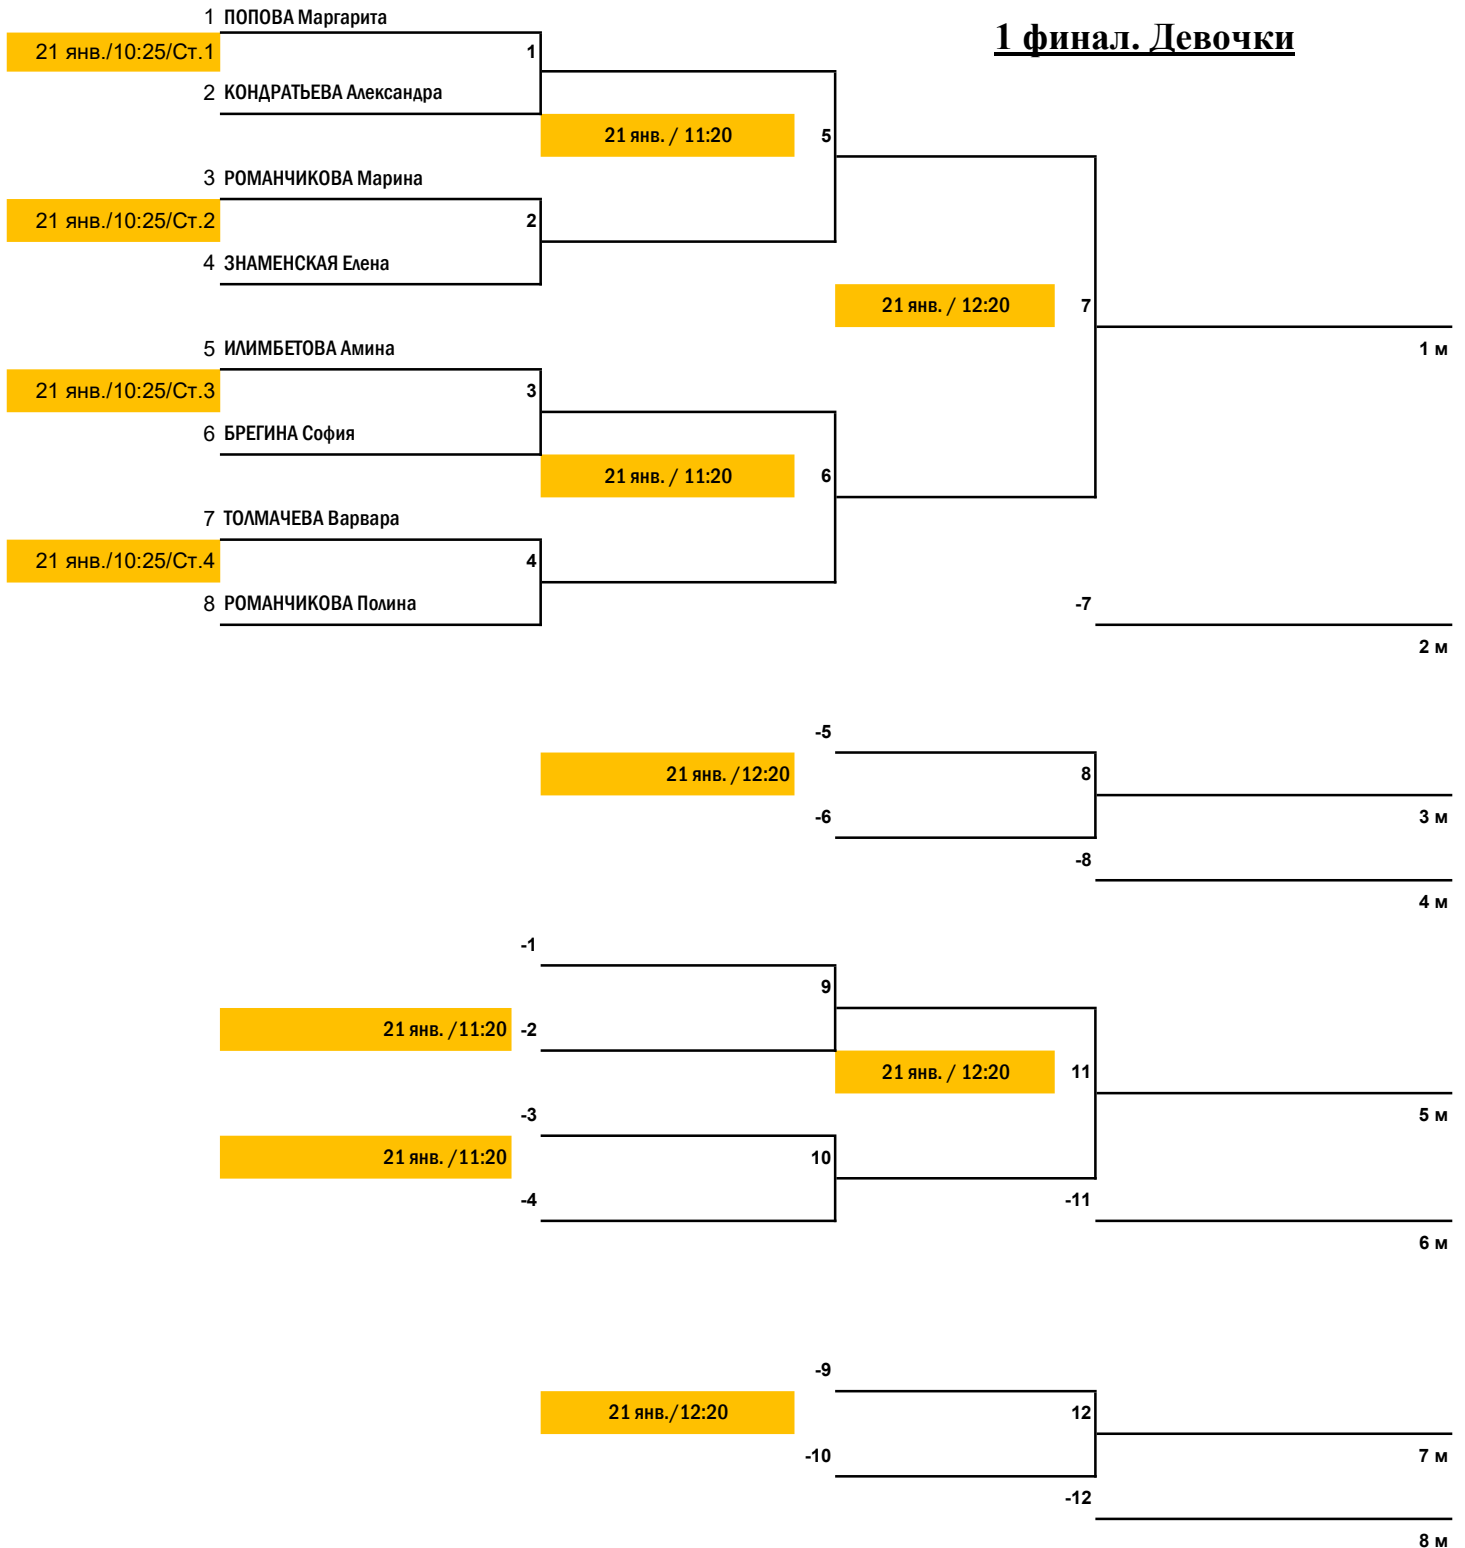 1 ПОПОВА Маргарита
1 финал. Девочки
21 янв./10:25/Ст.1
1
2 КОНДРАТЬЕВА Александра
21 янв. / 11:20
5
3 РОМАНЧИКОВА Марина
21 янв./10:25/Ст.2
2
4 ЗНАМЕНСКАЯ Елена
21 янв. / 12:20
7
5 ИЛИМБЕТОВА Амина
1 м
21 янв./10:25/Ст.3
3
6 БРЕГИНА София
21 янв. / 11:20
6
7 ТОЛМАЧЕВА Варвара
21 янв./10:25/Ст.4
4
8 РОМАНЧИКОВА Полина
-7
2 м
-5
21 янв. /12:20
8
-6
3 м
-8
4 м
-1
9
21 янв. /11:20
-2
21 янв. / 12:20
11
-3
5 м
21 янв. /11:20
10
-4
-11
6 м
-9
21 янв./12:20
12
-10
7 м
-12
8 м